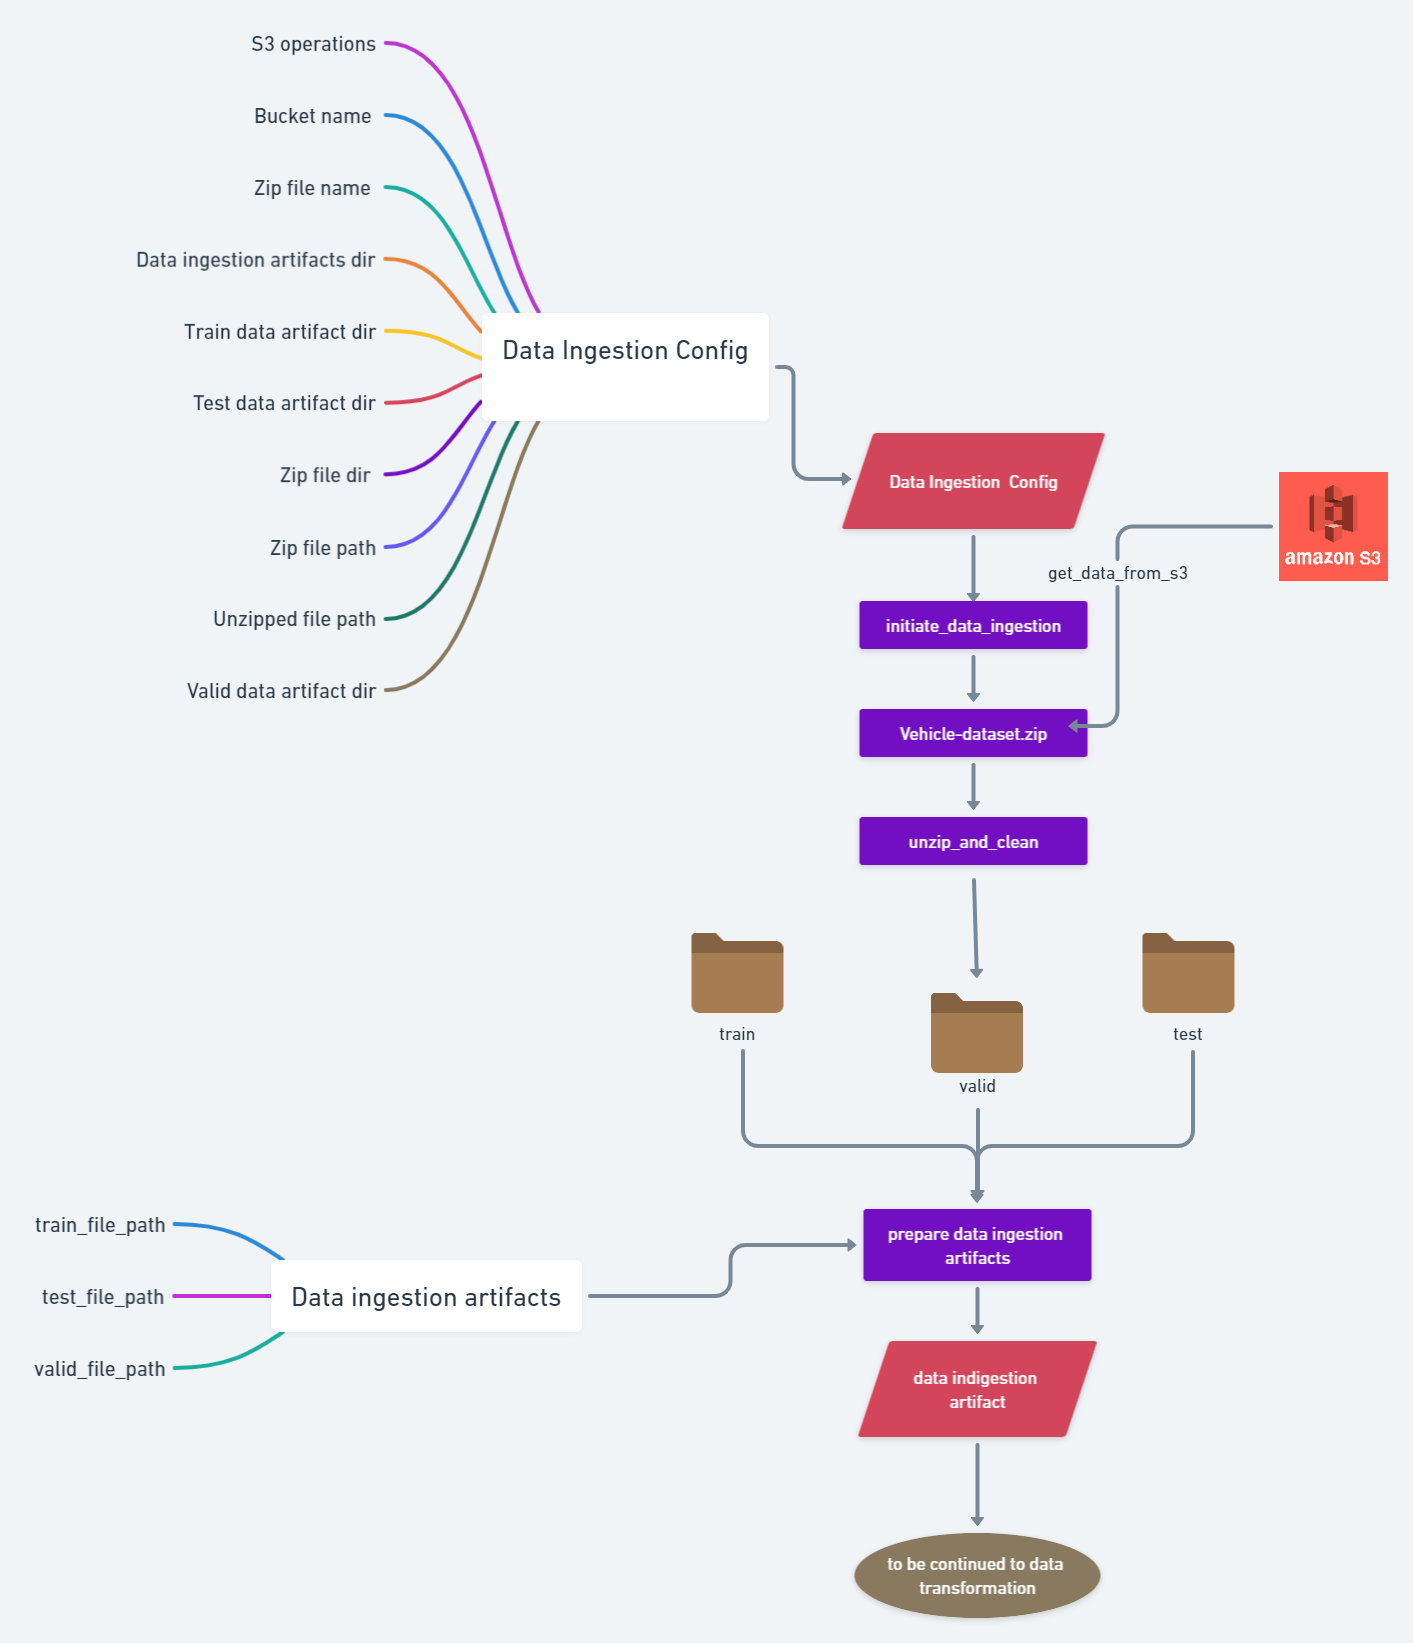 S3 operations
Bucket name
Zip file name
Data ingestion artifacts dir
Train data artifact dir
Test data artifact dir
Zip file dir
Zip file path
Unzipped file path
Valid data artifact dir
Data Ingestion Config
Data Ingestion  Config
amazon S3
get_data_from_s3
initiate_data_ingestion
Vehicle-dataset.zip
unzip_and_clean
train
valid
test
train_file_path
test_file_path
valid_file_path
Data ingestion artifacts
prepare data ingestion
artifacts
data indigestion
artifact
to be continued to data
transformation